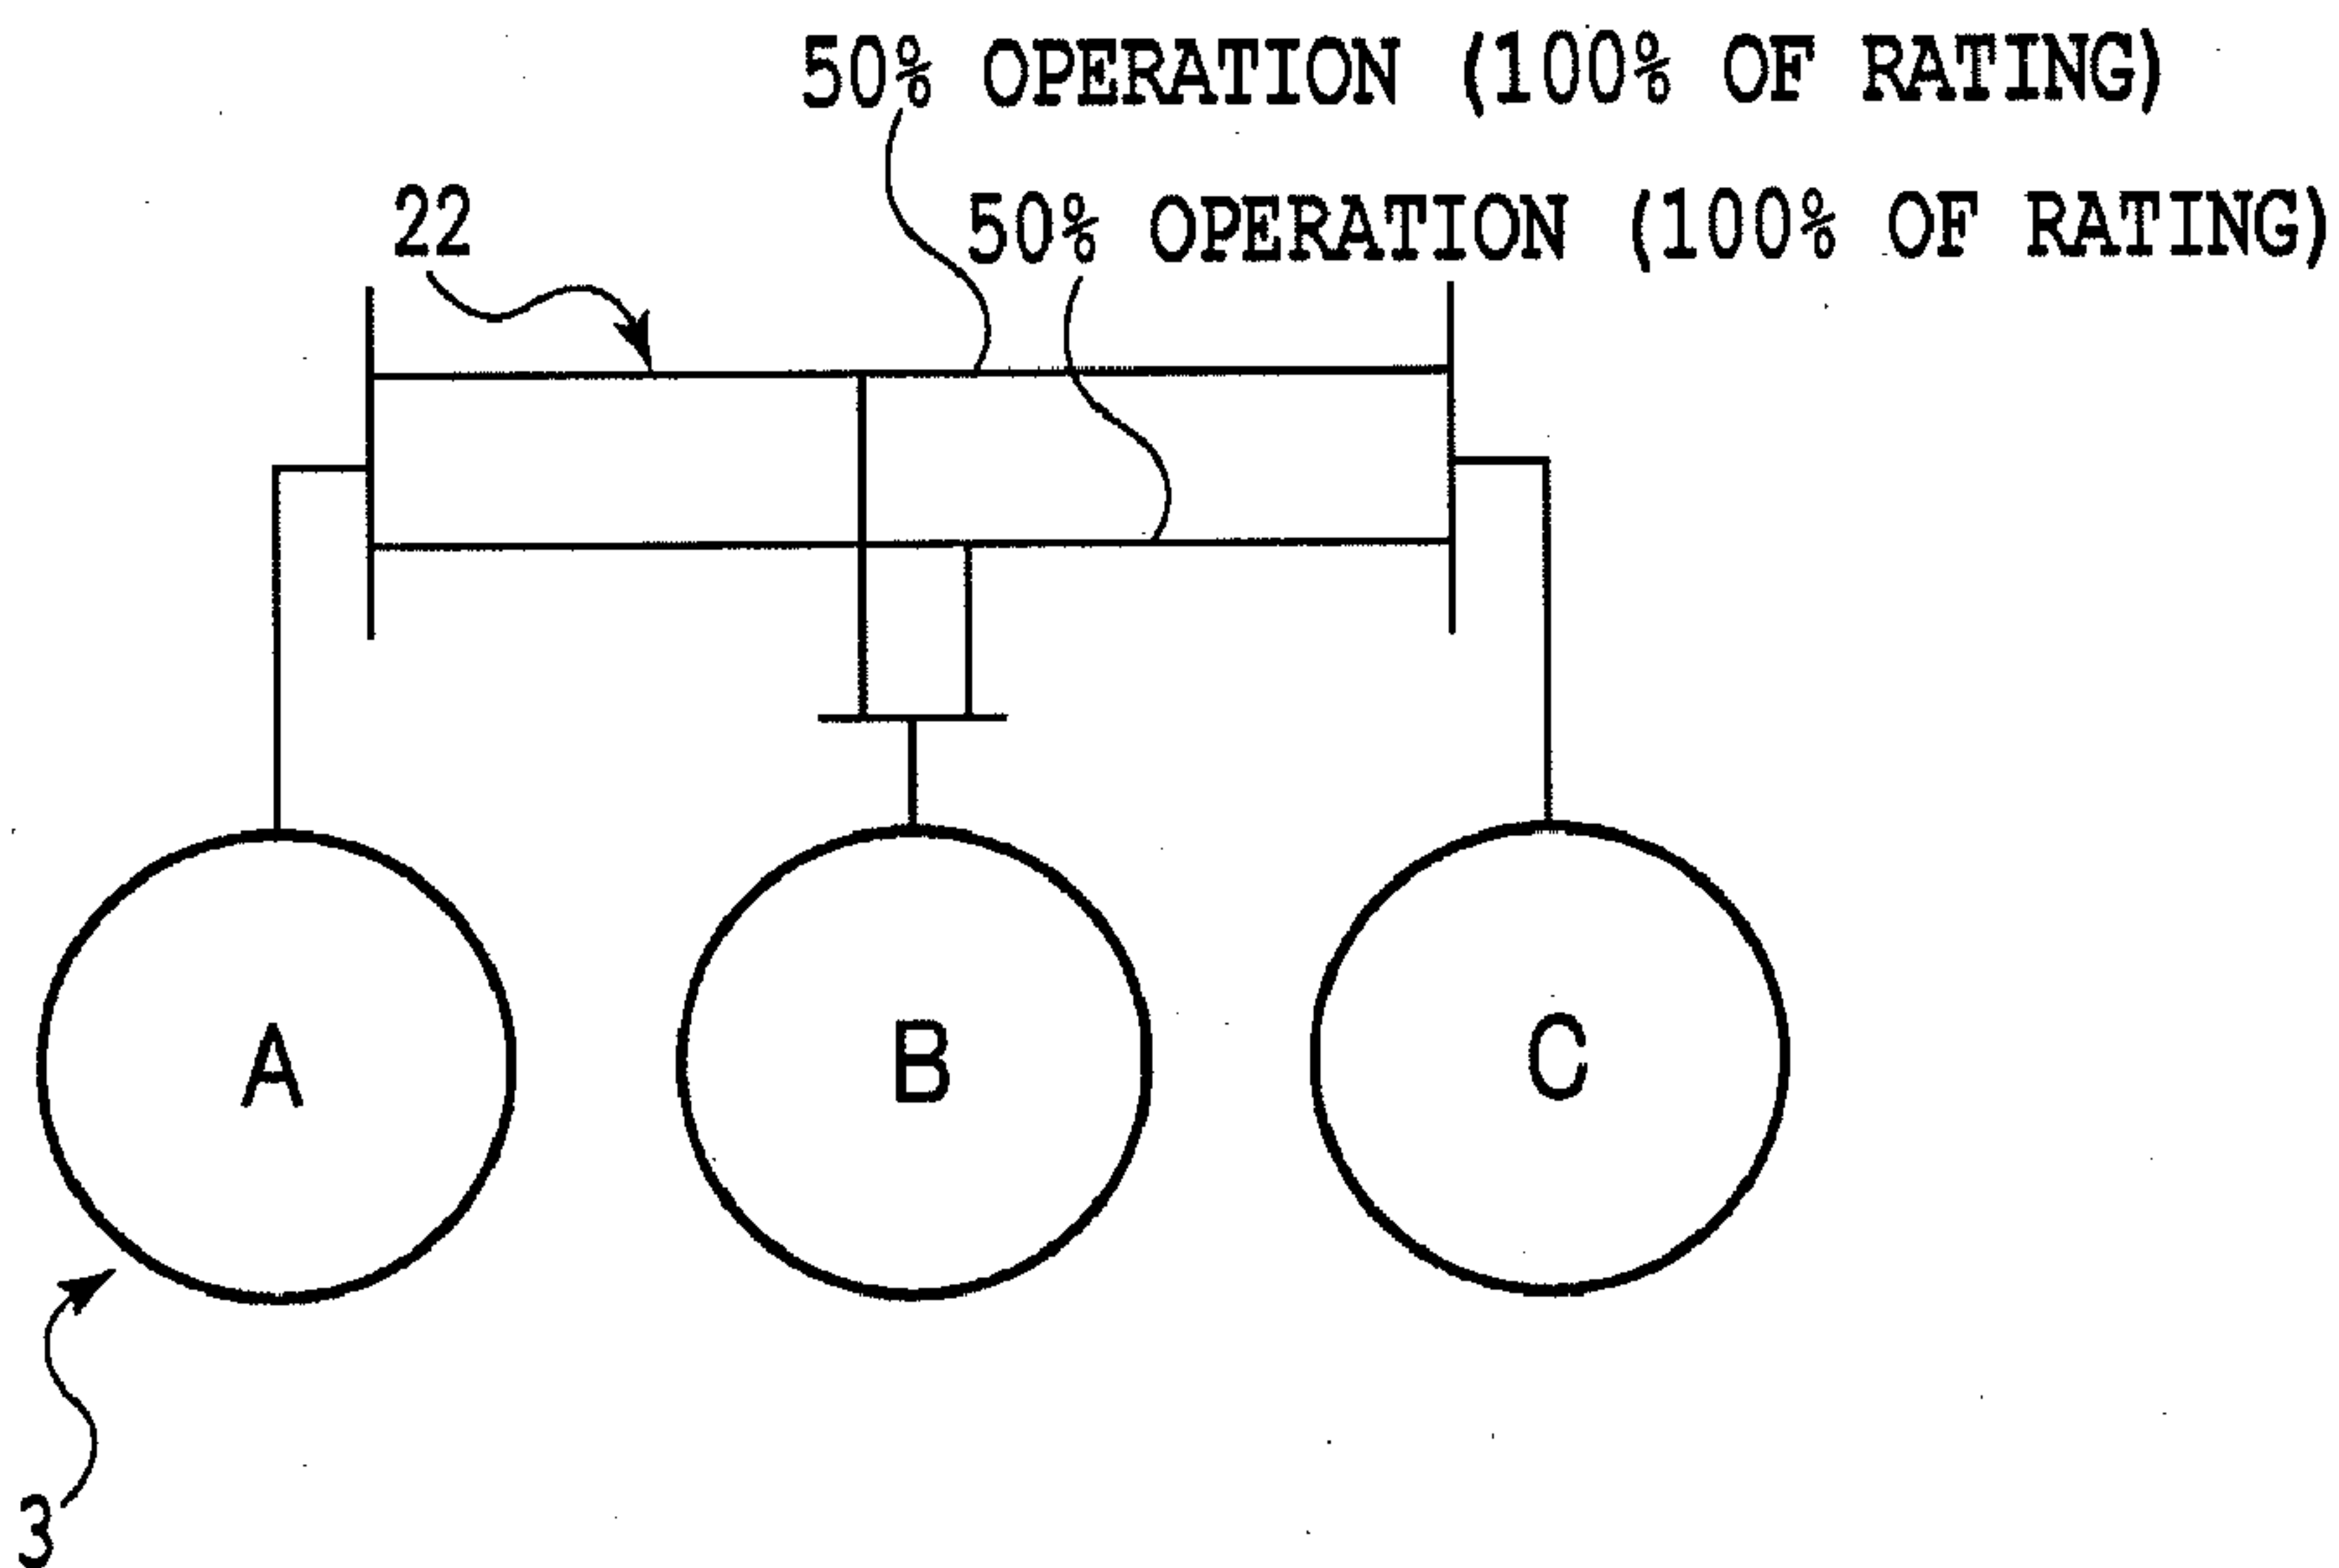 50% OPERATION (100% OF RATING)
22
50% OPERATION (100% OF RATING)
A
B
C
3